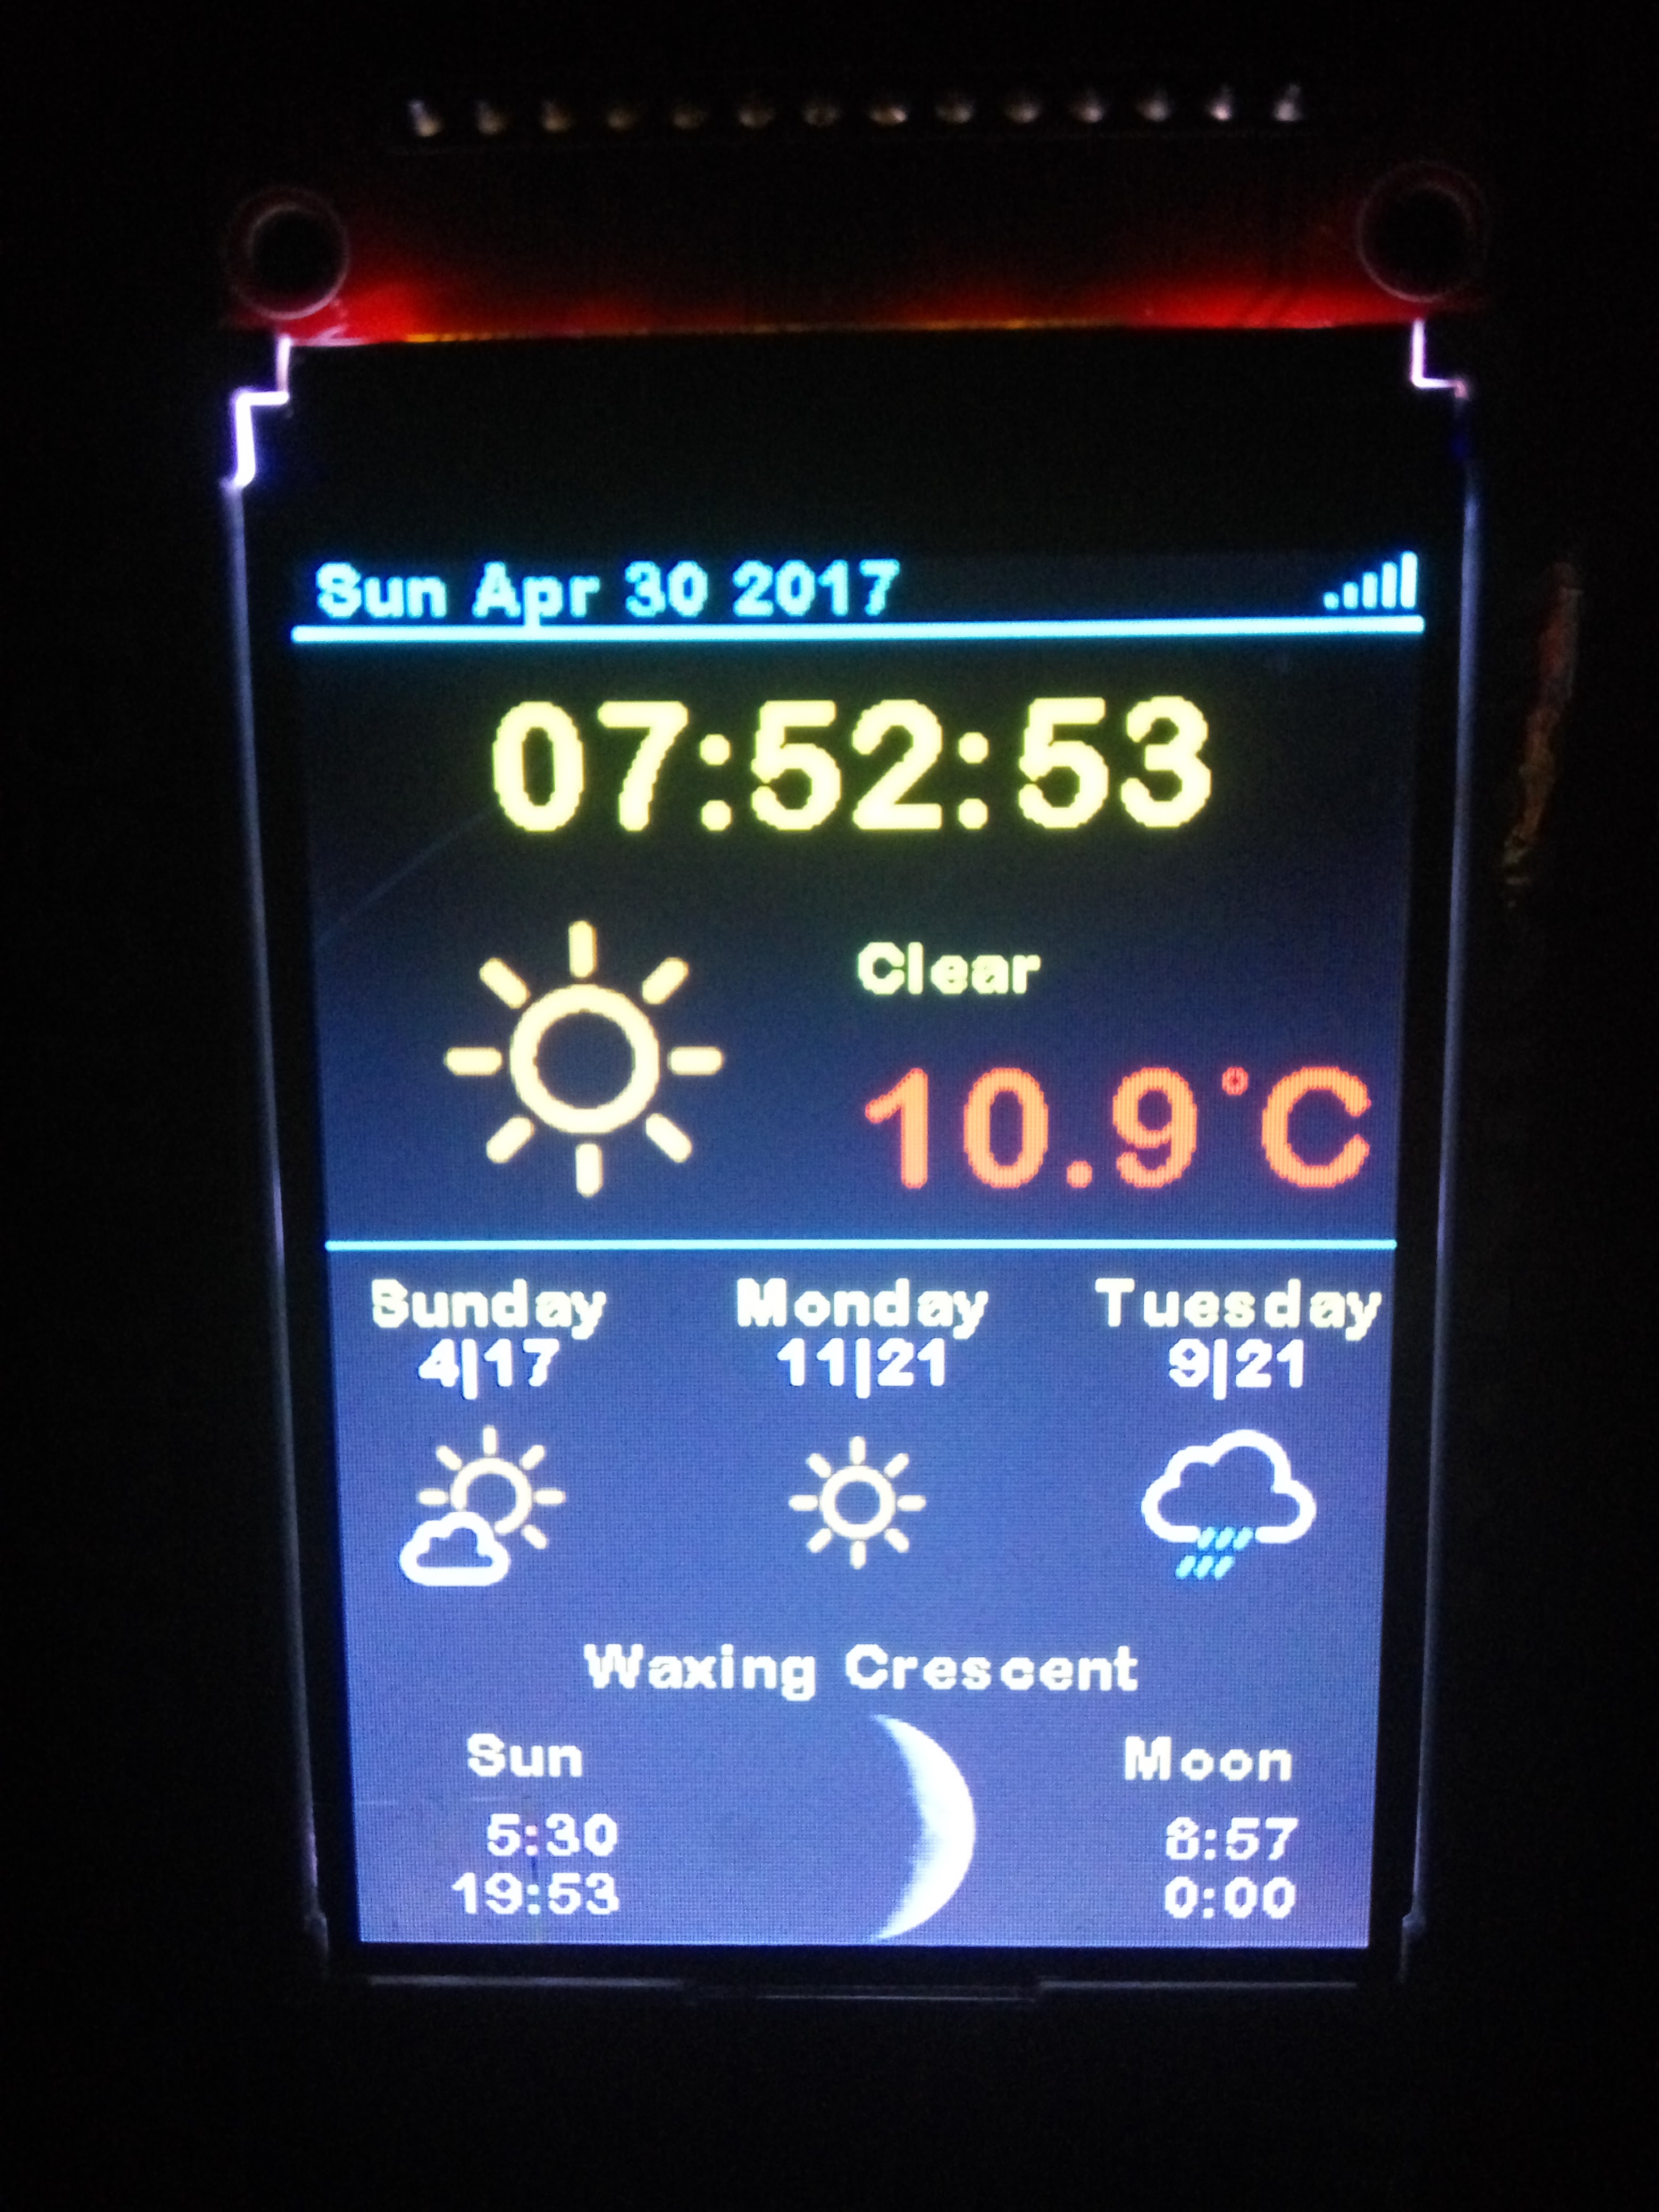 Sun Apr 30 2017
07:52:53
Clear
10.9°C
Sunday Monday Tuesday
4|17 11|21 9|21
Waxing Crescent
Sun Moon
5:30 8:57
19:53 0:00